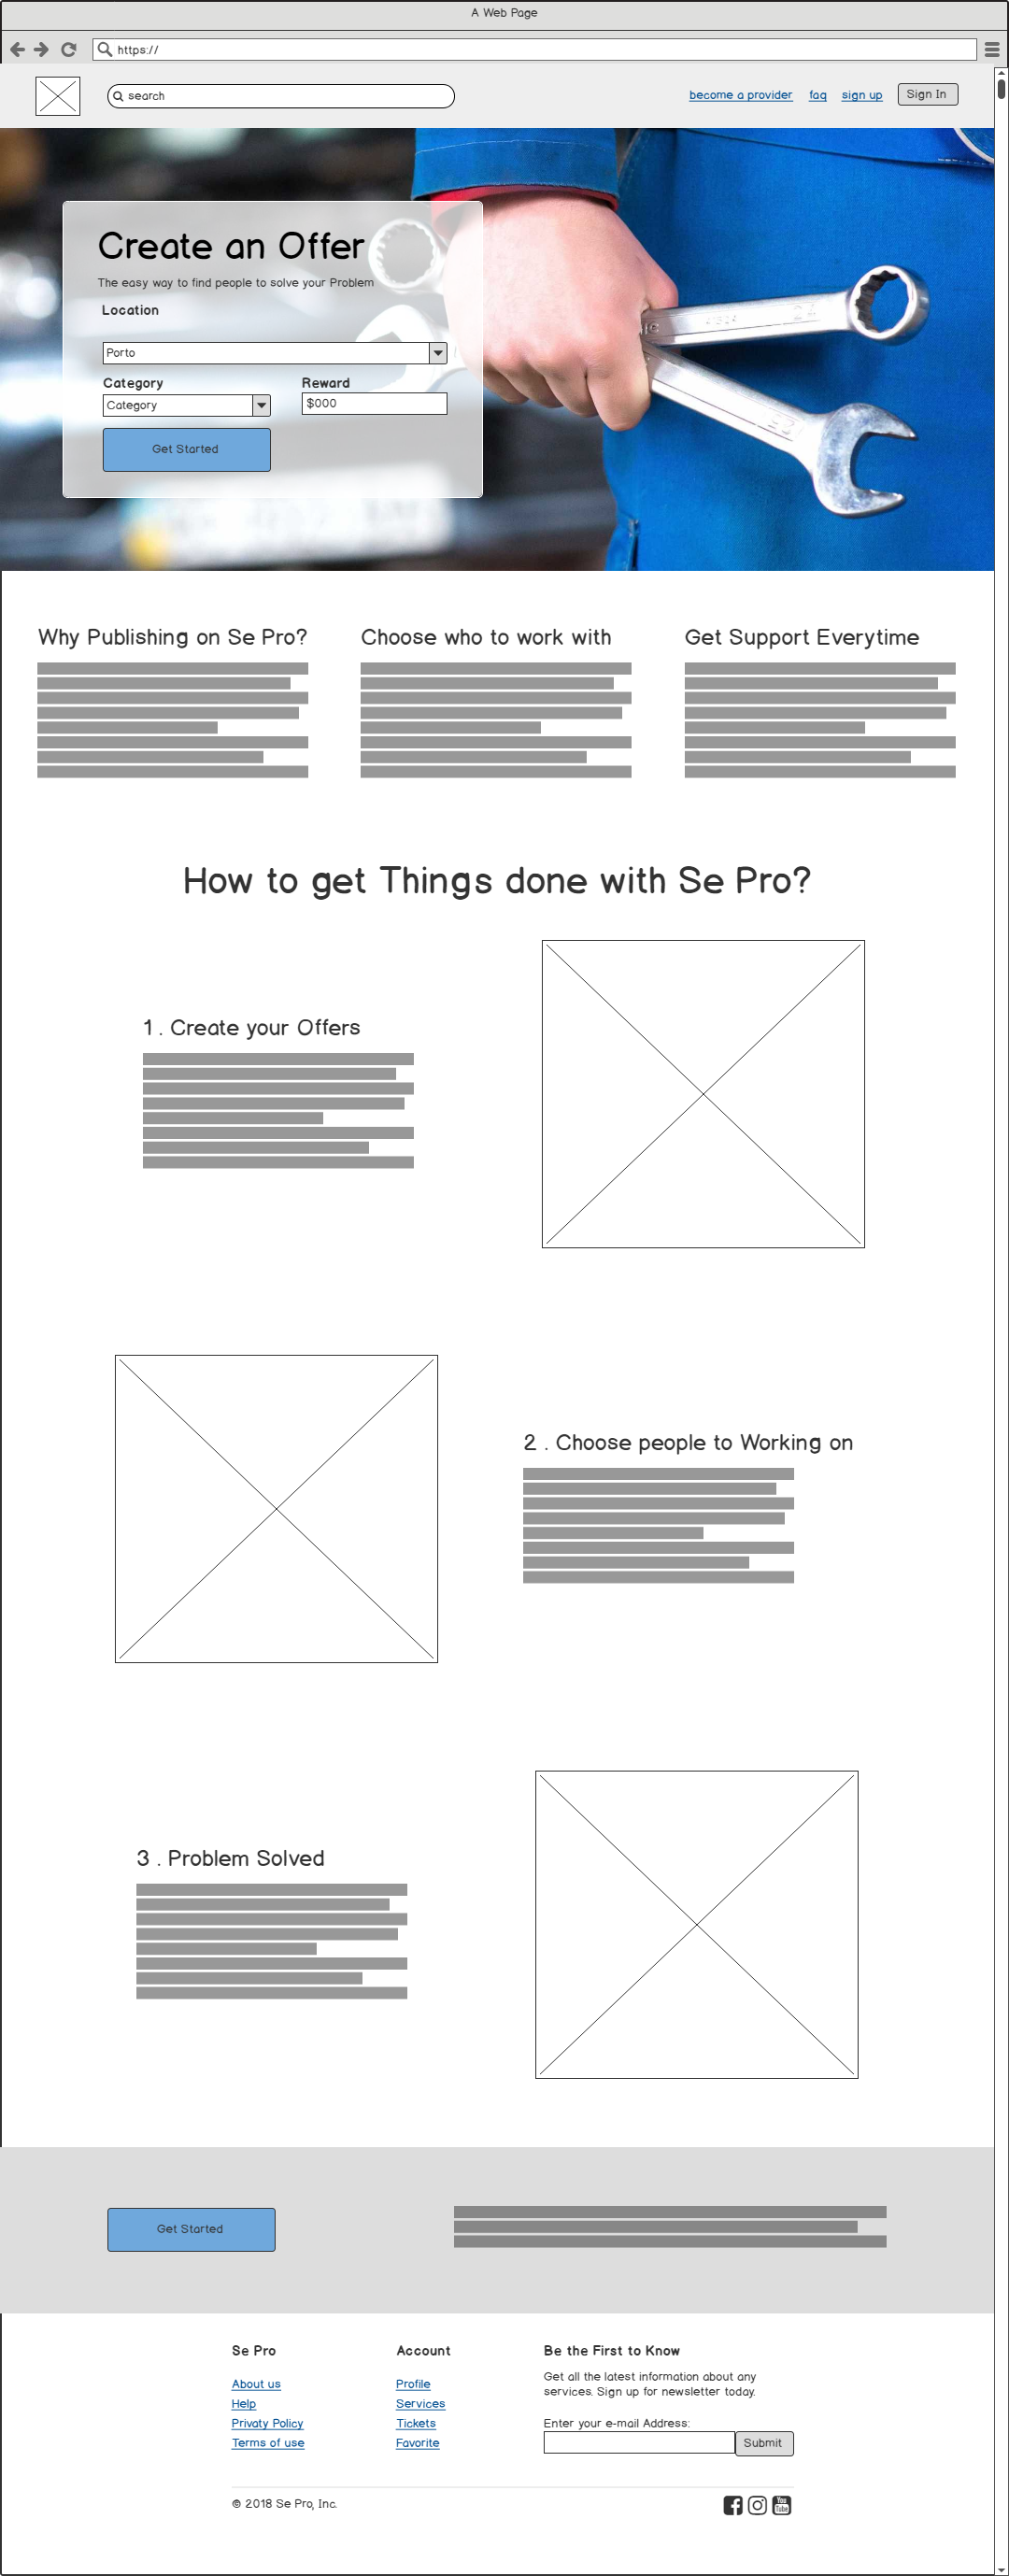 A Web Page
https://
search
become a provider faq sign up Sign In
Create an Offer
The easy way to find people to solve your Problem
Location
Porto
Category Reward
Category $000
Get Started
Why Publishing on Se Pro?
Choose who to work with
Get Support Everytime
How to get Things done with Se Pro?
1 . Create your Offers
2 . Choose people to Working on
3 . Problem Solved
Get Started
Se Pro
About us
Help
Privaty Policy
Terms of use
Account
Profile
Services
Tickets
Favorite
Be the First to Know
Get all the latest information about any
services. Sign up for newsletter today.
Enter your e-mail Address:
Submit
© 2018 Se Pro, Inc.
You
Tube